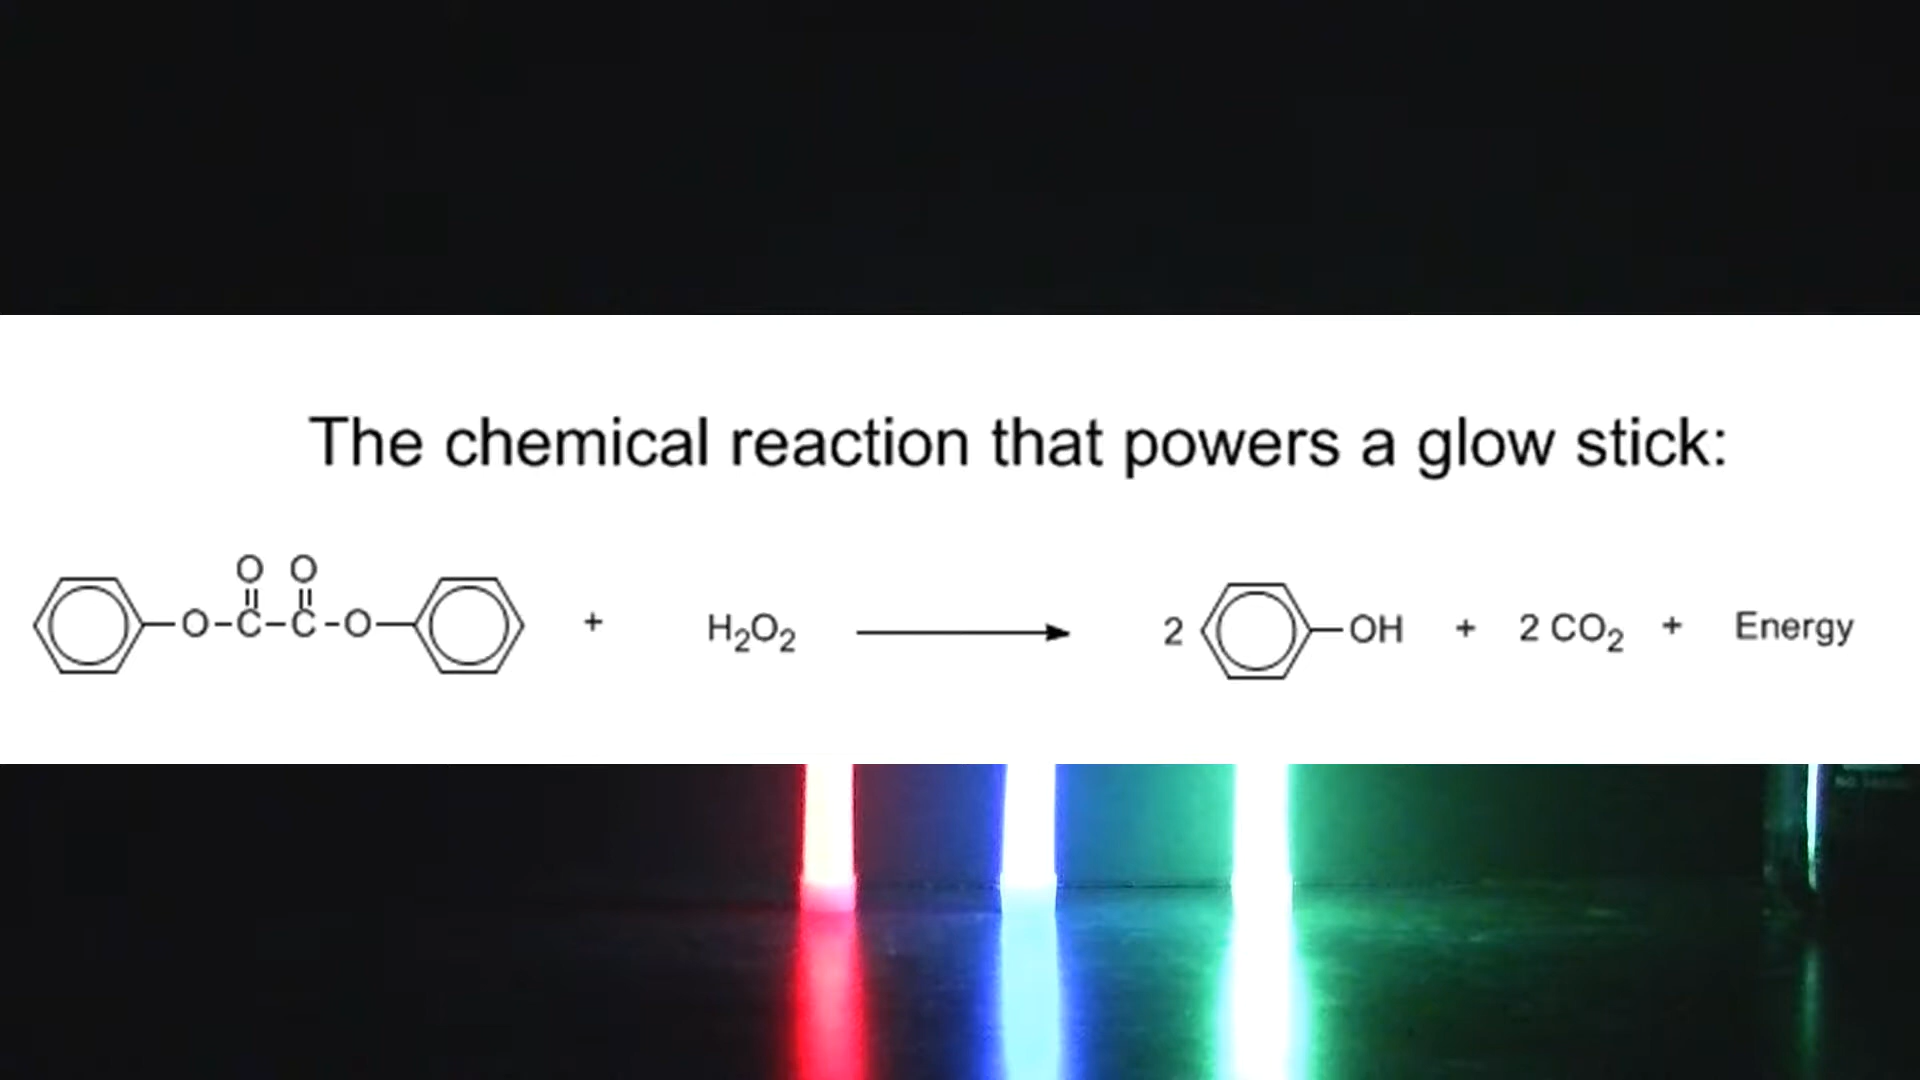 The chemical reaction that powers a glow stick:
O O
O-C-C-O + H₂O₂ 2 OH + 2 CO₂ + Energy